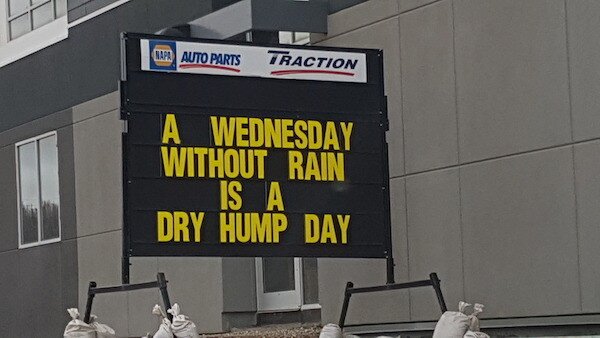 NAPA AUTO PARTS TRACTION
A WEDNESDAY
WITHOUT RAIN
IS A
DRY HUMP DAY